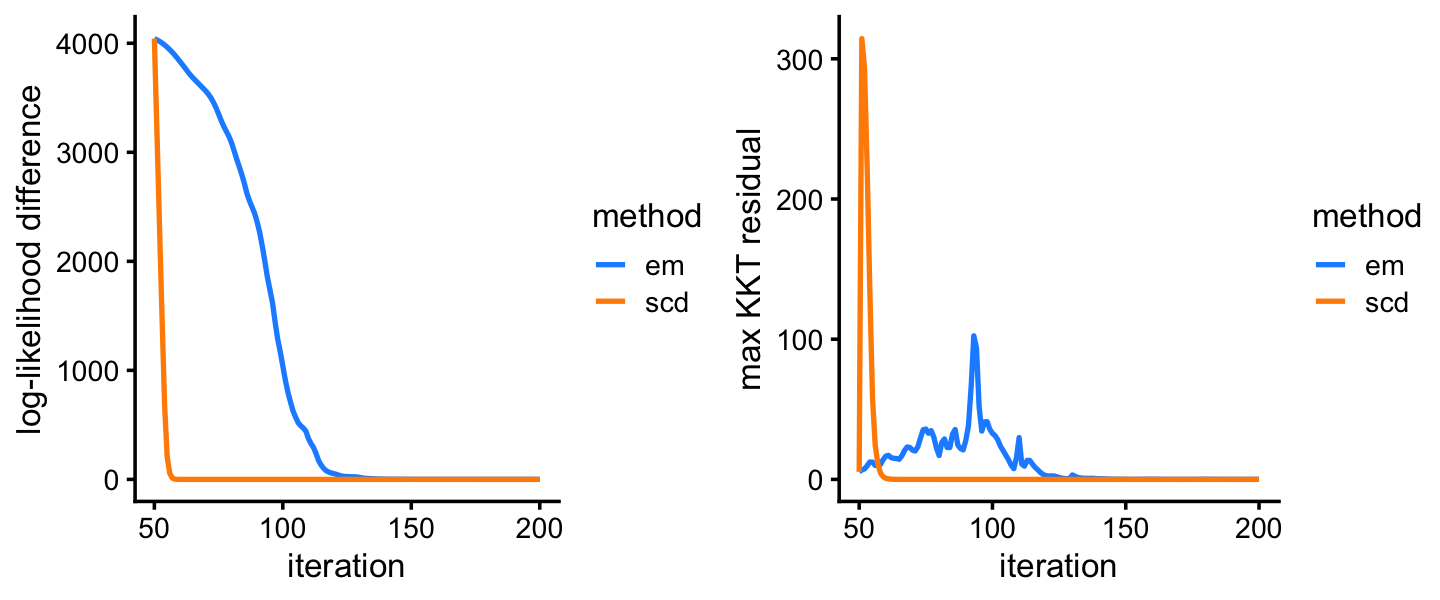 log-likelihood difference
4000
3000
2000
1000
0
50
100
150
200
iteration
method
em
scd
max KKT residual
300
200
100
0
50
100
150
200
iteration
method
em
scd